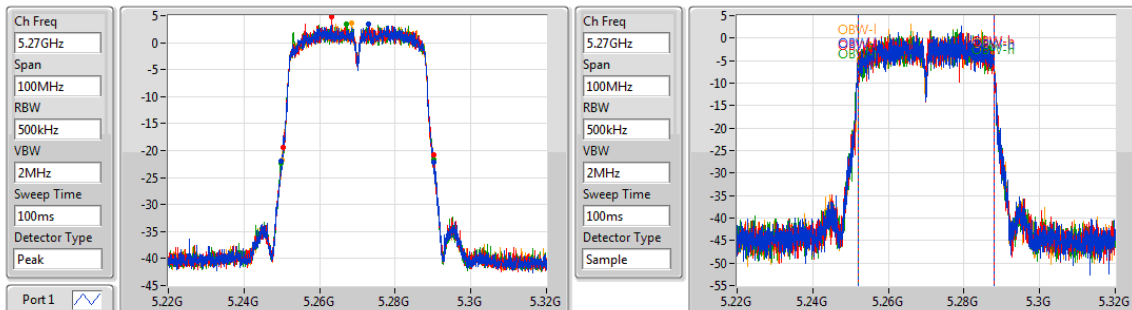 Ch Freq
5.27GHz
Span
100MHz
RBW
500kHz
VBW
2MHz
Sweep Time
100ms
Detector Type
Peak
Port 1
5
0
-5
-10
-15
-20
-25
-30
-35
-40
-45
5.22G 5.24G 5.26G 5.28G 5.3G 5.32G
Ch Freq
5.27GHz
Span
100MHz
RBW
500kHz
VBW
2MHz
Sweep Time
100ms
Detector Type
Sample
5
0
-5
-10
-15
-20
-25
-30
-35
-40
-45
-50
-55
OBW-l
5.22G 5.24G 5.26G 5.28G 5.3G 5.32G